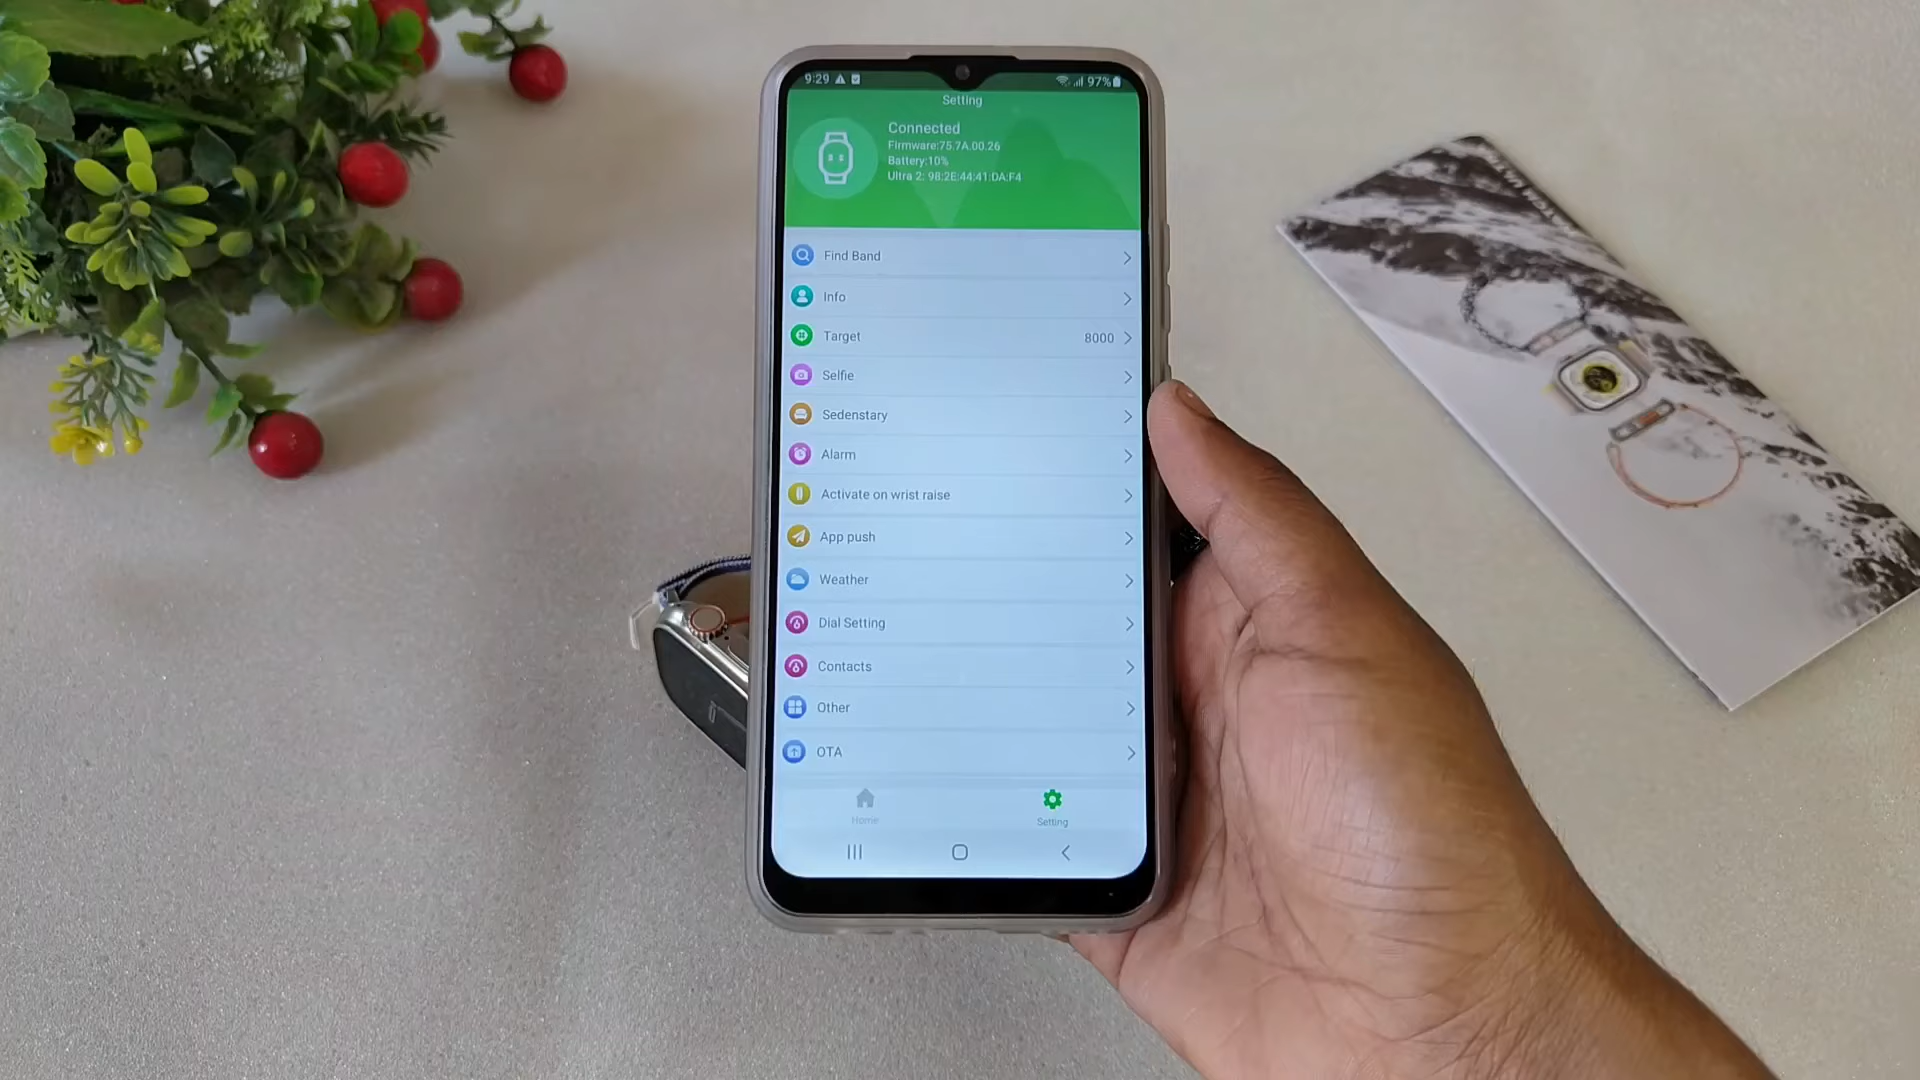 9:29 97%
Setting
Connected
Firmware:75.7A.00.26
Battery:10%
Ultra 2: 98:2E:44:41:DA:F4
Find Band
Info
Target 8000
Selfie
Sedenstary
Alarm
Activate on wrist raise
App push
Weather
Dial Setting
Contacts
Other
OTA
Home Setting